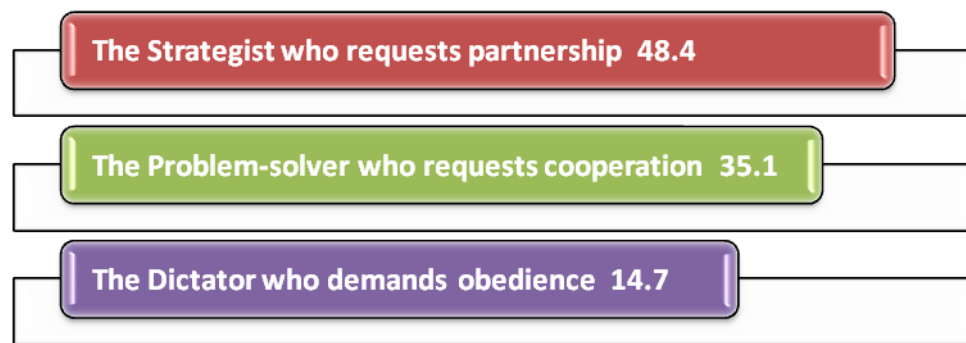 The Strategist who requests partnership 48.4
The Problem-solver who requests cooperation 35.1
The Dictator who demands obedience 14.7